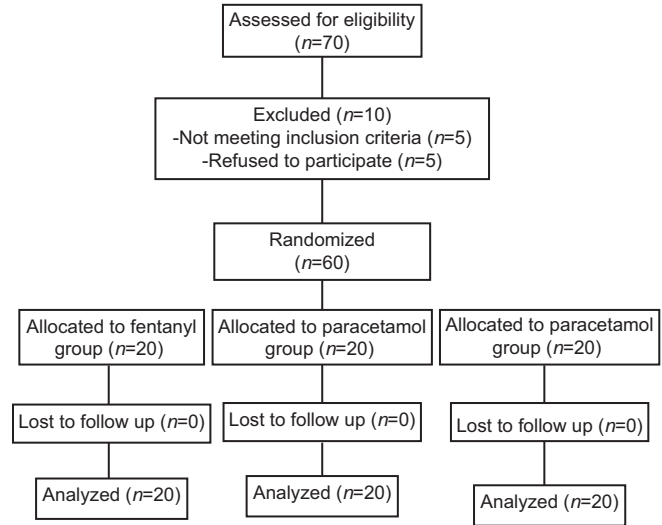 Assessed for eligibility
(n=70)
Excluded (n=10)
-Not meeting inclusion criteria (n=5)
-Refused to participate (n=5)
Randomized
(n=60)
Allocated to fentanyl
group (n=20)
Allocated to paracetamol
group (n=20)
Allocated to paracetamol
group (n=20)
Lost to follow up (n=0)
Lost to follow up (n=0)
Lost to follow up (n=0)
Analyzed (n=20)
Analyzed (n=20)
Analyzed (n=20)